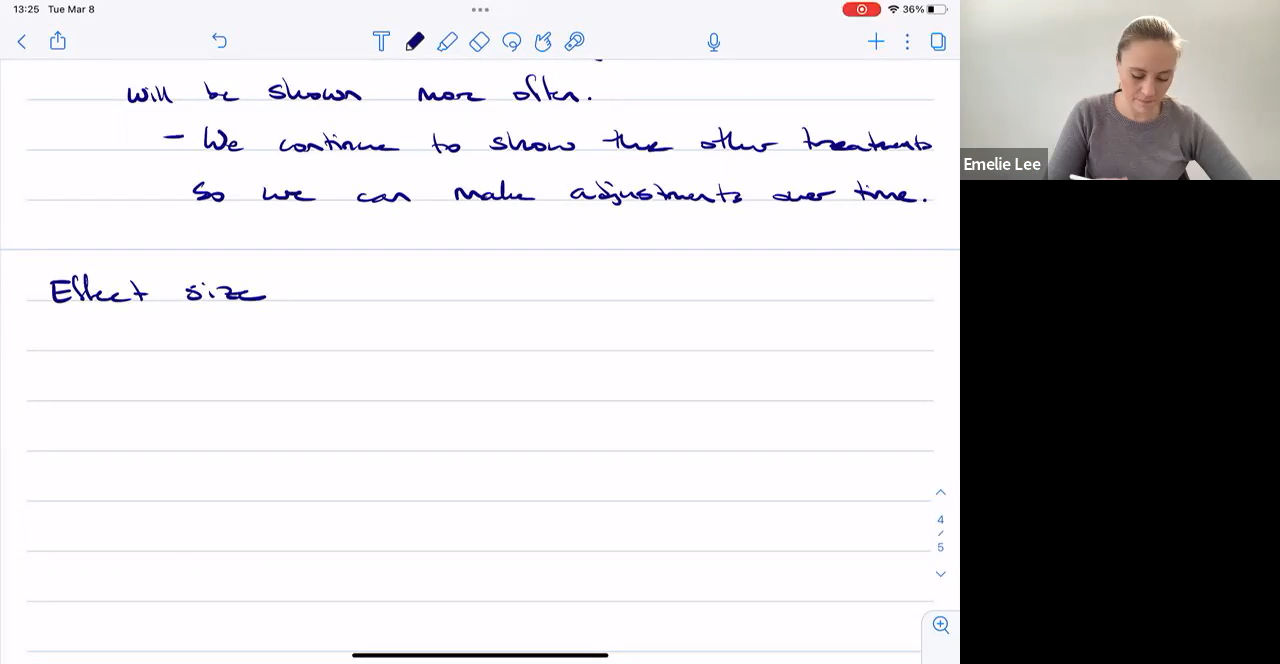 13:25 Tue Mar 8
36%
will be shown more often.
- We continue to show the other treatments
so we can make adjustments over time.
Effect size
4
/
5
Emelie Lee